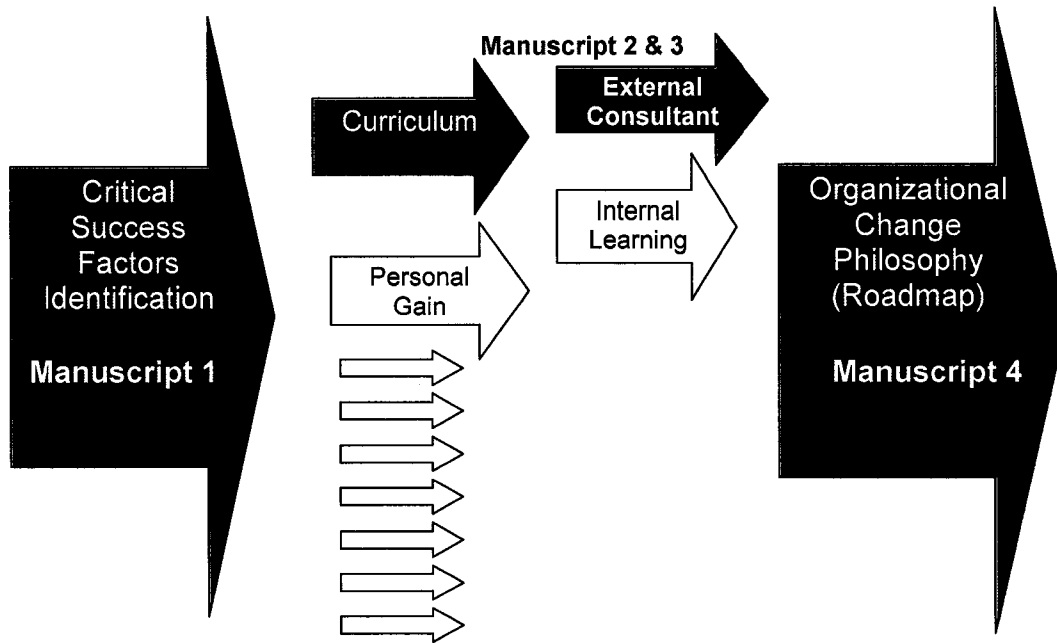 Manuscript 2 & 3
Critical
Success
Factors
Identification
Manuscript 1
Curriculum
Personal
Gain
External
Consultant
Internal
Learning
Organizational
Change
Philosophy
(Roadmap)
Manuscript 4